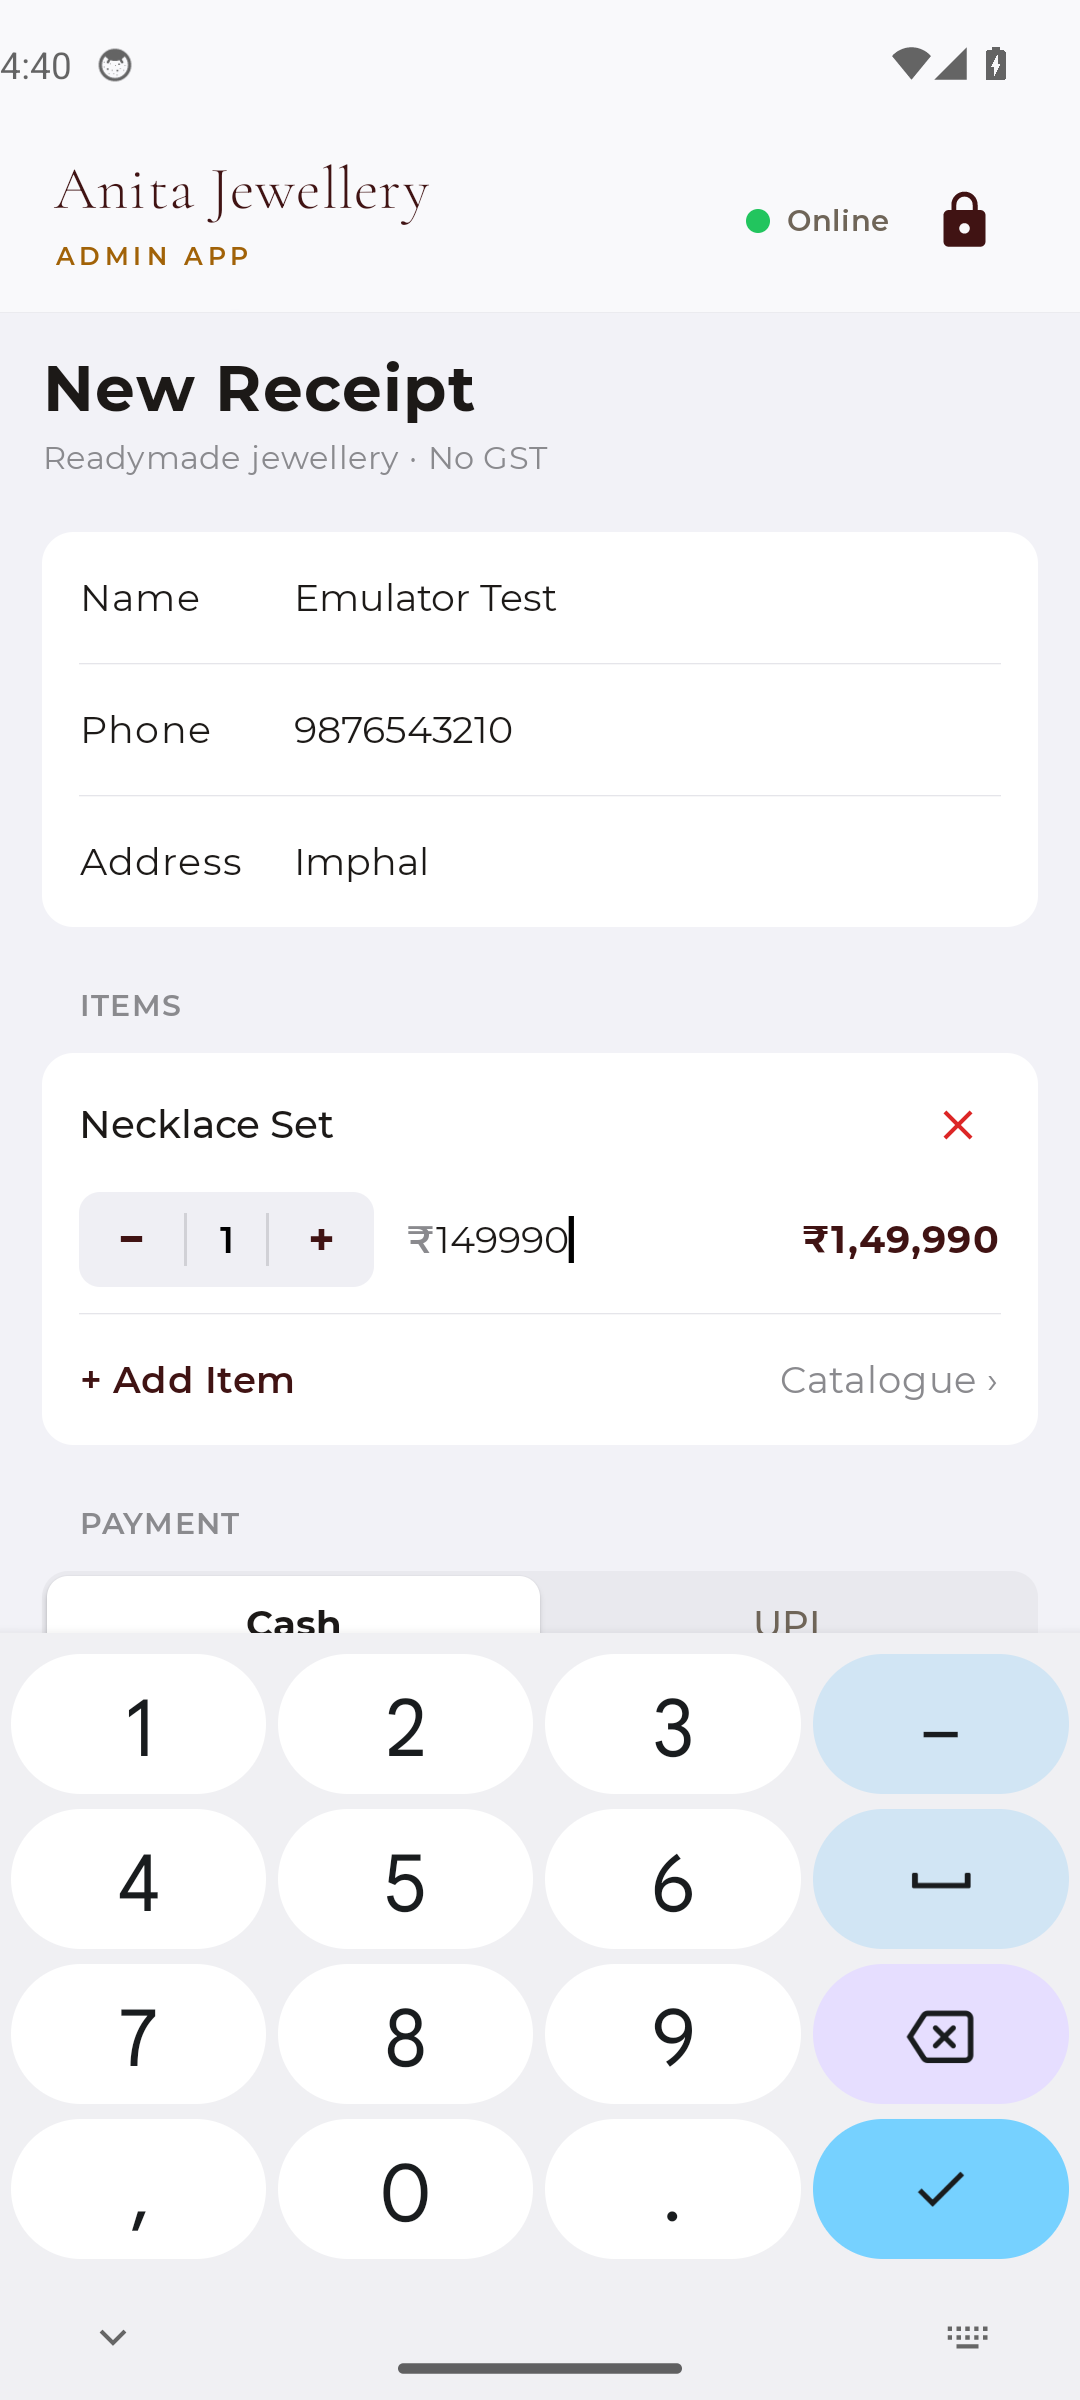 4:40
Anita Jewellery
ADMIN APP
Online
New Receipt
Readymade jewellery · No GST
Name Emulator Test
Phone 9876543210
Address Imphal
ITEMS
Necklace Set
− 1 + ₹149990 ₹1,49,990
+ Add Item Catalogue ›
PAYMENT
Cash UPI
1 2 3 –
4 5 6
7 8 9
, 0 .